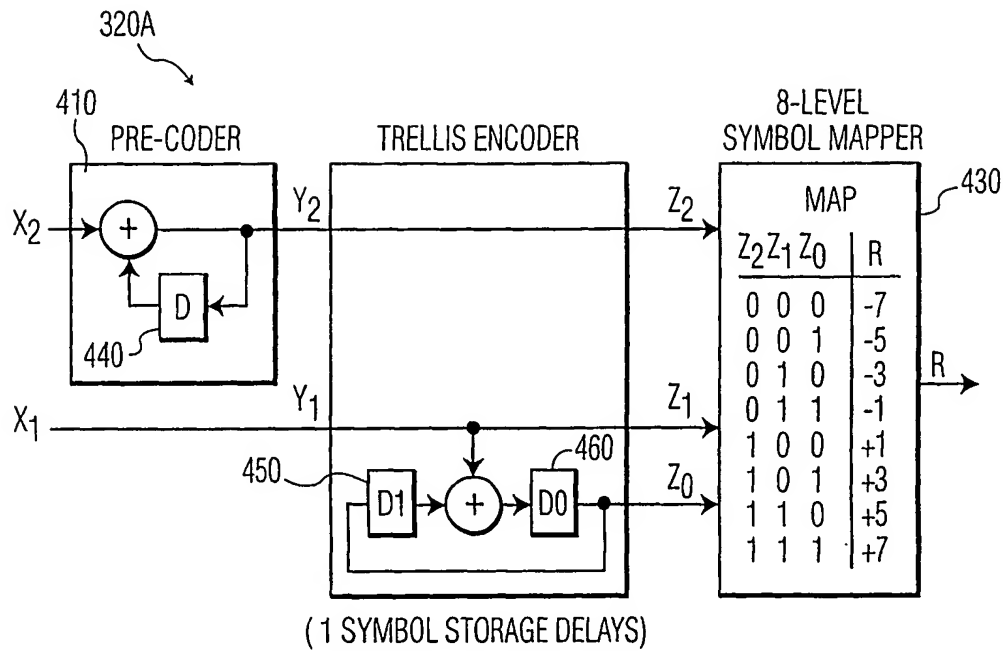 320A
410
PRE-CODER
TRELLIS ENCODER
8-LEVEL
SYMBOL MAPPER
430
X2
+
Y2
Z2
D
440
MAP
Z2 Z1 Z0 R
0 0 0 -7
0 0 1 -5
0 1 0 -3
0 1 1 -1
1 0 0 +1
1 0 1 +3
1 1 0 +5
1 1 1 +7
R
X1
Y1
Z1
450
460
D1
+
D0
Z0
( 1 SYMBOL STORAGE DELAYS)